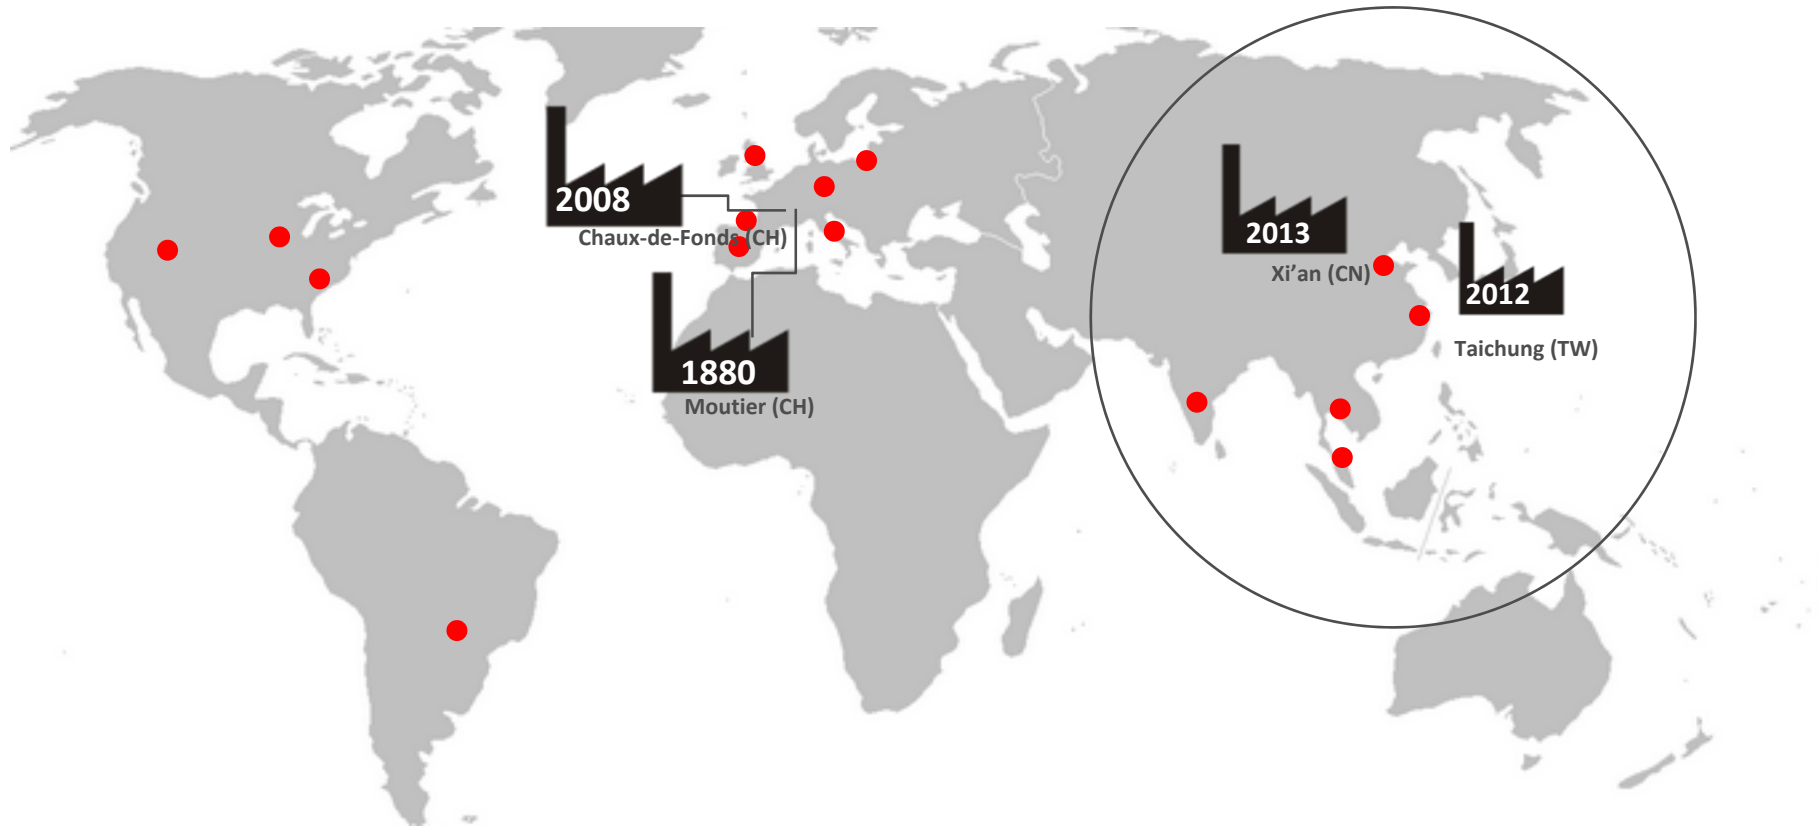 2008
Chaux-de-Fonds (CH)
1880
Moutier (CH)
2013
Xi’an (CN)
2012
Taichung (TW)